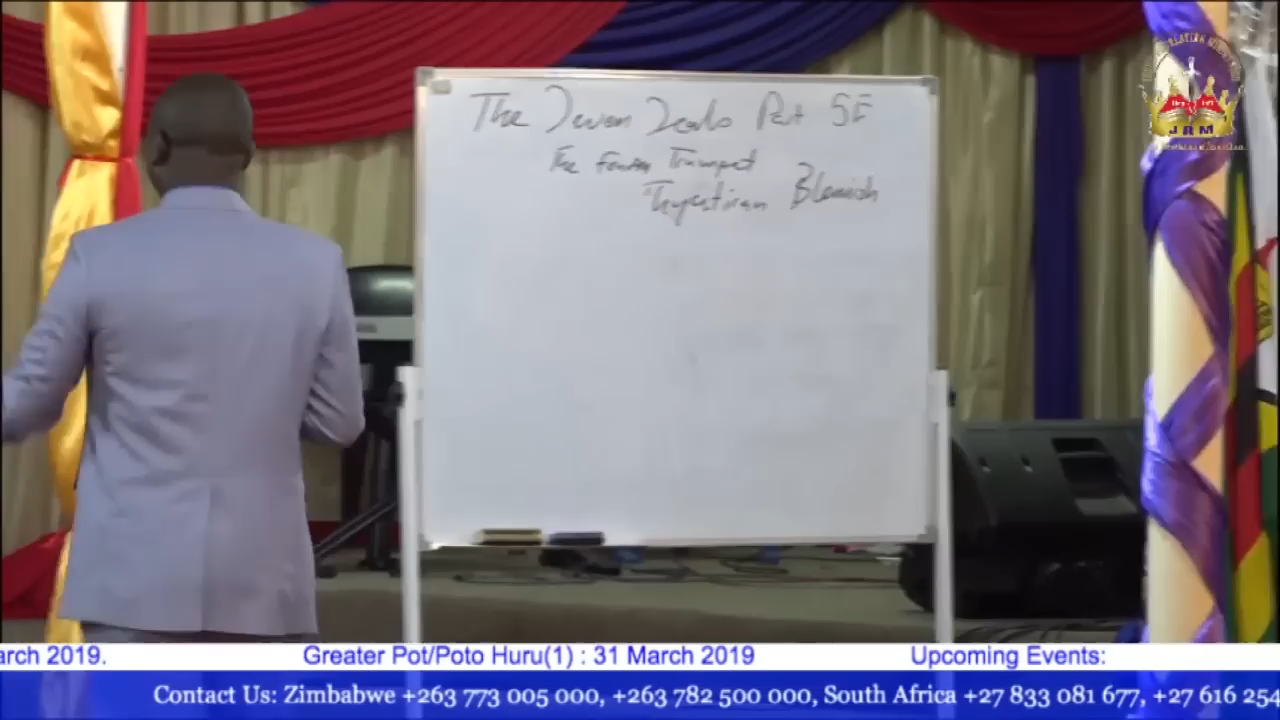 The Seven Seals Part 5E
The Fourth Trumpet
Thyestiran Blemish
JRM
arch 2019.
Greater Pot/Poto Huru(1) : 31 March 2019
Upcoming Events:
Contact Us: Zimbabwe +263 773 005 000, +263 782 500 000, South Africa +27 833 081 677, +27 616 254